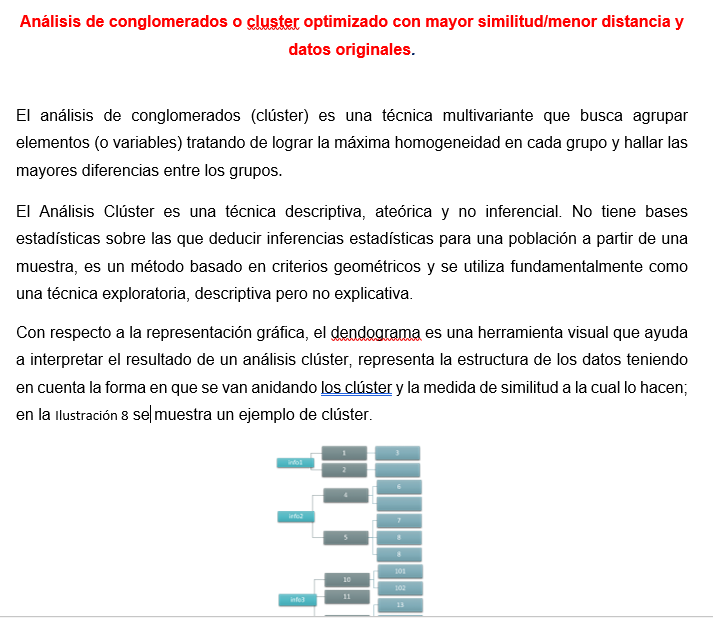 Análisis de conglomerados o cluster optimizado con mayor similitud/menor distancia y
datos originales.
El análisis de conglomerados (clúster) es una técnica multivariante que busca agrupar
elementos (o variables) tratando de lograr la máxima homogeneidad en cada grupo y hallar las
mayores diferencias entre los grupos.
El Análisis Clúster es una técnica descriptiva, ateórica y no inferencial. No tiene bases
estadísticas sobre las que deducir inferencias estadísticas para una población a partir de una
muestra, es un método basado en criterios geométricos y se utiliza fundamentalmente como
una técnica exploratoria, descriptiva pero no explicativa.
Con respecto a la representación gráfica, el dendograma es una herramienta visual que ayuda
a interpretar el resultado de un análisis clúster, representa la estructura de los datos teniendo
en cuenta la forma en que se van anidando los clúster y la medida de similitud a la cual lo hacen;
en la Ilustración 8 se muestra un ejemplo de clúster.
1
3
info1
2
6
4
info2
7
5
8
8
101
10
102
info3
11
13